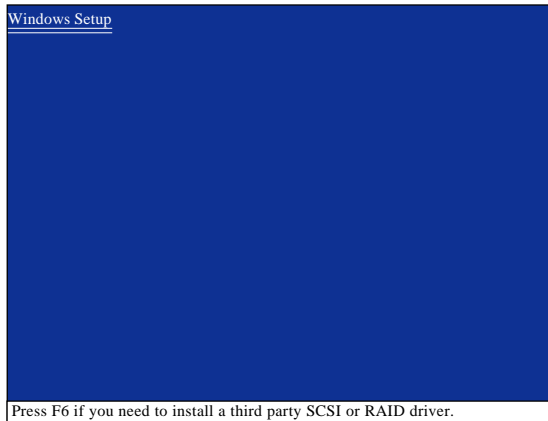 Windows Setup
Press F6 if you need to install a third party SCSI or RAID driver.